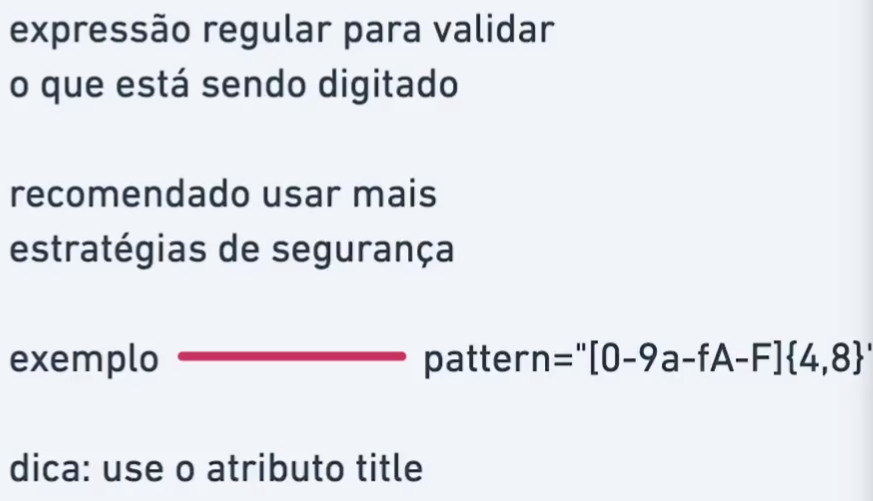 expressão regular para validar
o que está sendo digitado
recomendado usar mais
estratégias de segurança
exemplo pattern="[0-9a-fA-F]{4,8}"
dica: use o atributo title